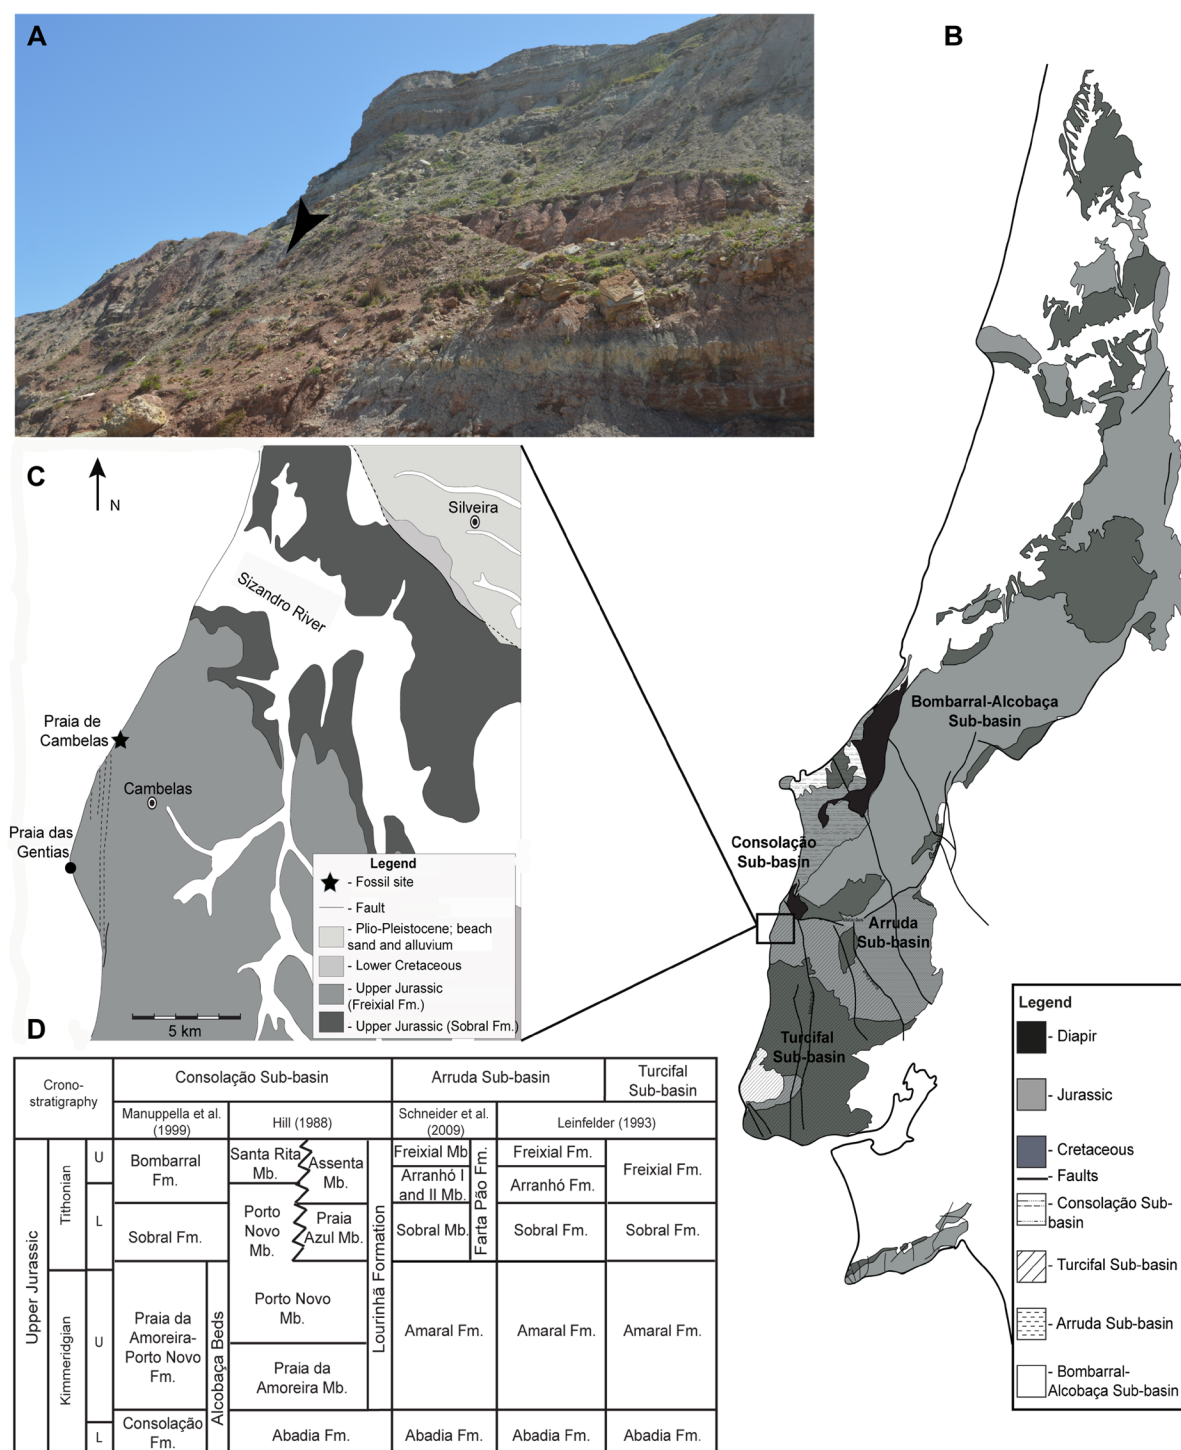 A
B
C
N
Silveira
Sizandro River
Praia de
Cambelas
Cambelas
Praia das
Gentias
Legend
- Fossil site
- Fault
- Plio-Pleistocene; beach
sand and alluvium
- Lower Cretaceous
- Upper Jurassic
(Freixial Fm.)
- Upper Jurassic (Sobral Fm.)
5 km
Bombarral-Alcobaça
Sub-basin
Consolação
Sub-basin
Arruda
Sub-basin
Turcifal
Sub-basin
Legend
- Diapir
- Jurassic
- Cretaceous
- Faults
- Consolação Sub-
basin
- Turcifal Sub-basin
- Arruda Sub-basin
- Bombarral-
Alcobaça Sub-basin
D
Crono-
stratigraphy
Consolação Sub-basin
Arruda Sub-basin
Turcifal
Sub-basin
Manuppella et al.
(1999)
Hill (1988)
Schneider et al.
(2009)
Leinfelder (1993)
Upper Jurassic
Tithonian
U
L
Kimmeridgian
U
L
Bombarral
Fm.
Sobral Fm.
Praia da
Amoreira-
Porto Novo
Fm.
Alcobaça Beds
Consolação
Fm.
Santa Rita
Mb.
Assenta
Mb.
Porto
Novo
Mb.
Praia
Azul Mb.
Porto Novo
Mb.
Praia da
Amoreira Mb.
Lourinhã Formation
Abadia Fm.
Freixial Mb
Arranhó I
and II Mb.
Sobral Mb.
Farta Pão Fm.
Amaral Fm.
Abadia Fm.
Freixial Fm.
Arranhó Fm.
Sobral Fm.
Amaral Fm.
Abadia Fm.
Freixial Fm.
Sobral Fm.
Amaral Fm.
Abadia Fm.